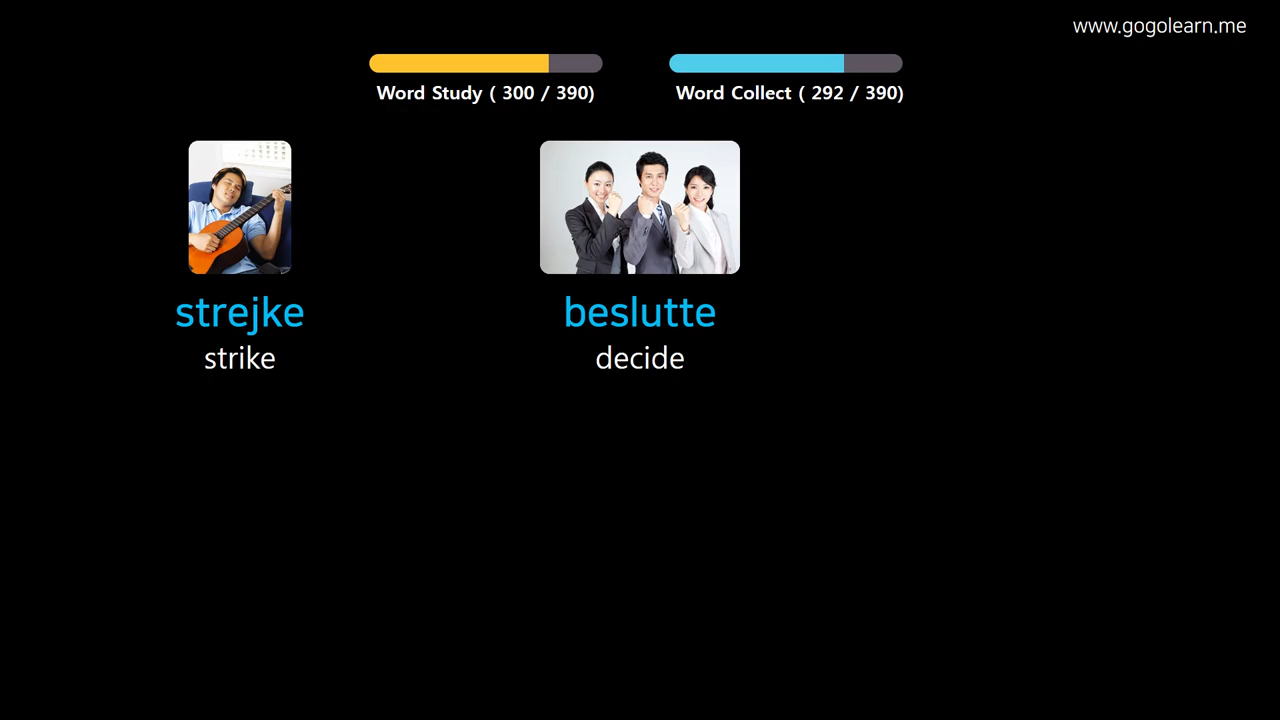 www.gogolearn.me
Word Study ( 300 / 390)
Word Collect ( 292 / 390)
strejke
strike
beslutte
decide